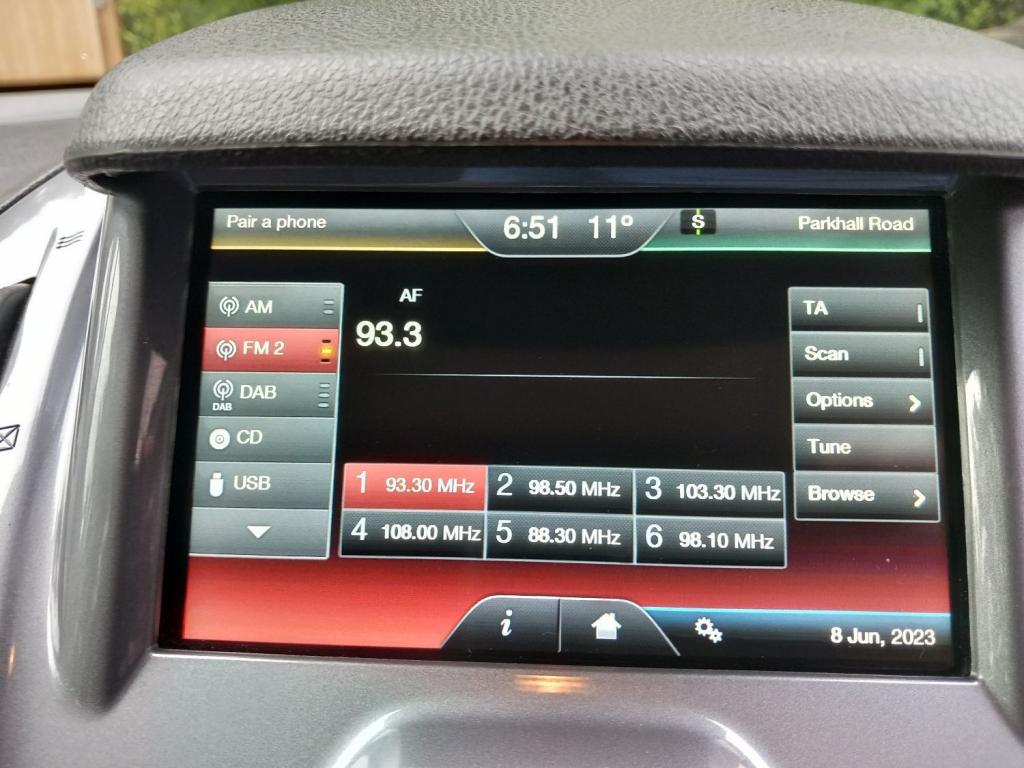 Pair a phone
6:51 11°
S
Parkhall Road
AM
FM 2
DAB
DAB
CD
USB
AF
93.3
TA
Scan
Options
Tune
Browse
1 93.30 MHz
2 98.50 MHz
3 103.30 MHz
4 108.00 MHz
5 88.30 MHz
6 98.10 MHz
i
8 Jun, 2023